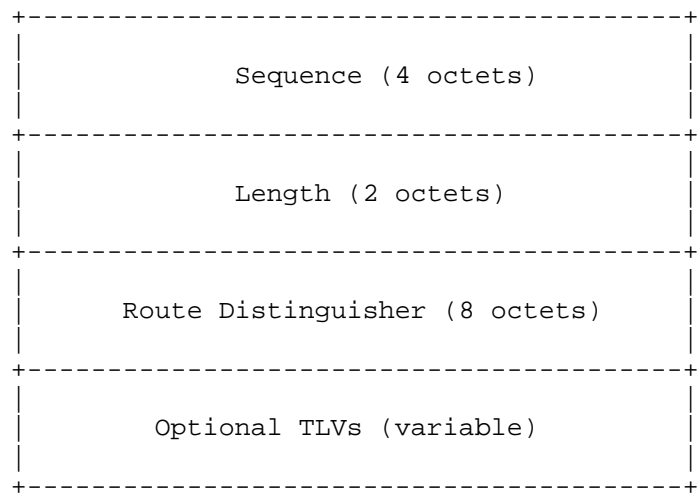 Sequence (4 octets)
Length (2 octets)
Route Distinguisher (8 octets)
Optional TLVs (variable)